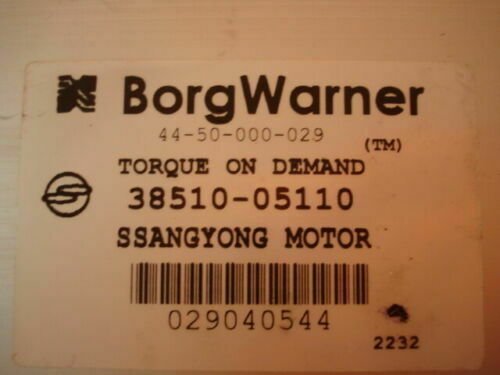 BorgWarner
44-50-000-029
(TM)
TORQUE ON DEMAND
38510-05110
SSANGYONG MOTOR
029040544
2232